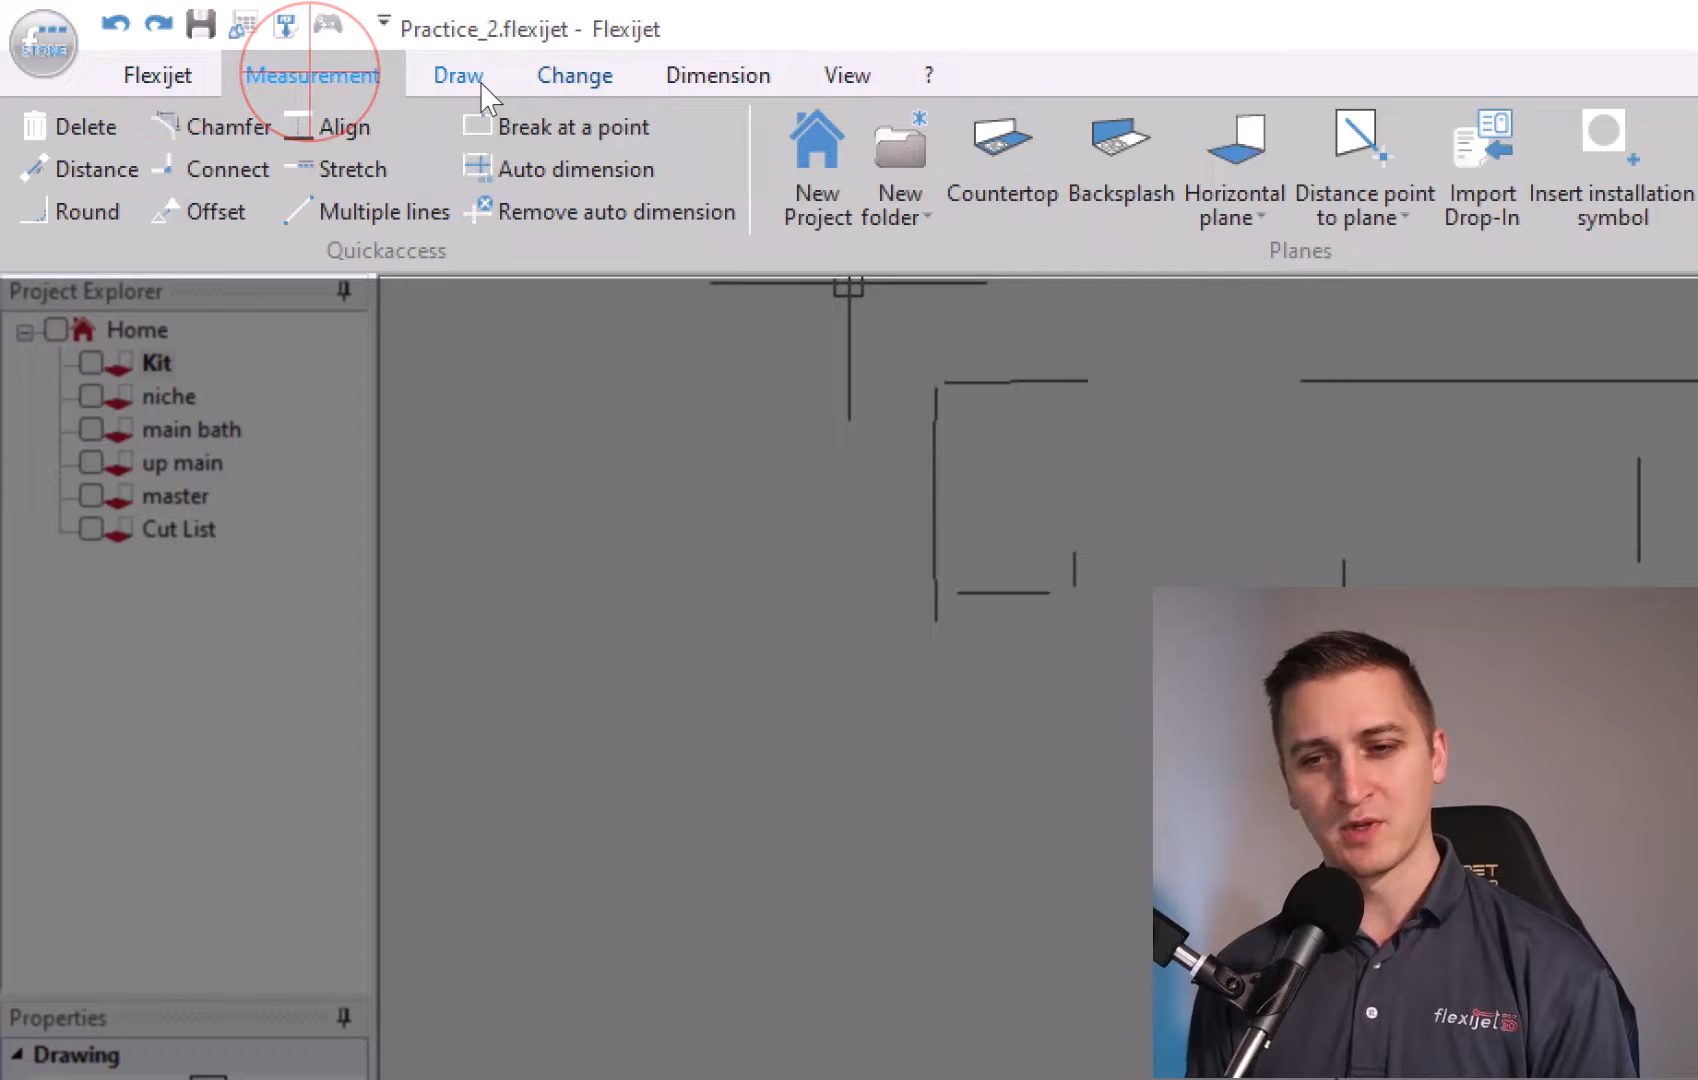 STONE
Practice_2.flexijet - Flexijet
Flexijet Measurement Draw Change Dimension View ?
Delete Chamfer Align Break at a point
Distance Connect Stretch Auto dimension
Round Offset Multiple lines Remove auto dimension
Quickaccess
New Project
New folder
Countertop
Backsplash
Horizontal plane
Distance point to plane
Import Drop-In
Insert installation symbol
Planes
Project Explorer
Home
Kit
niche
main bath
up main
master
Cut List
Properties
Drawing
flexijet